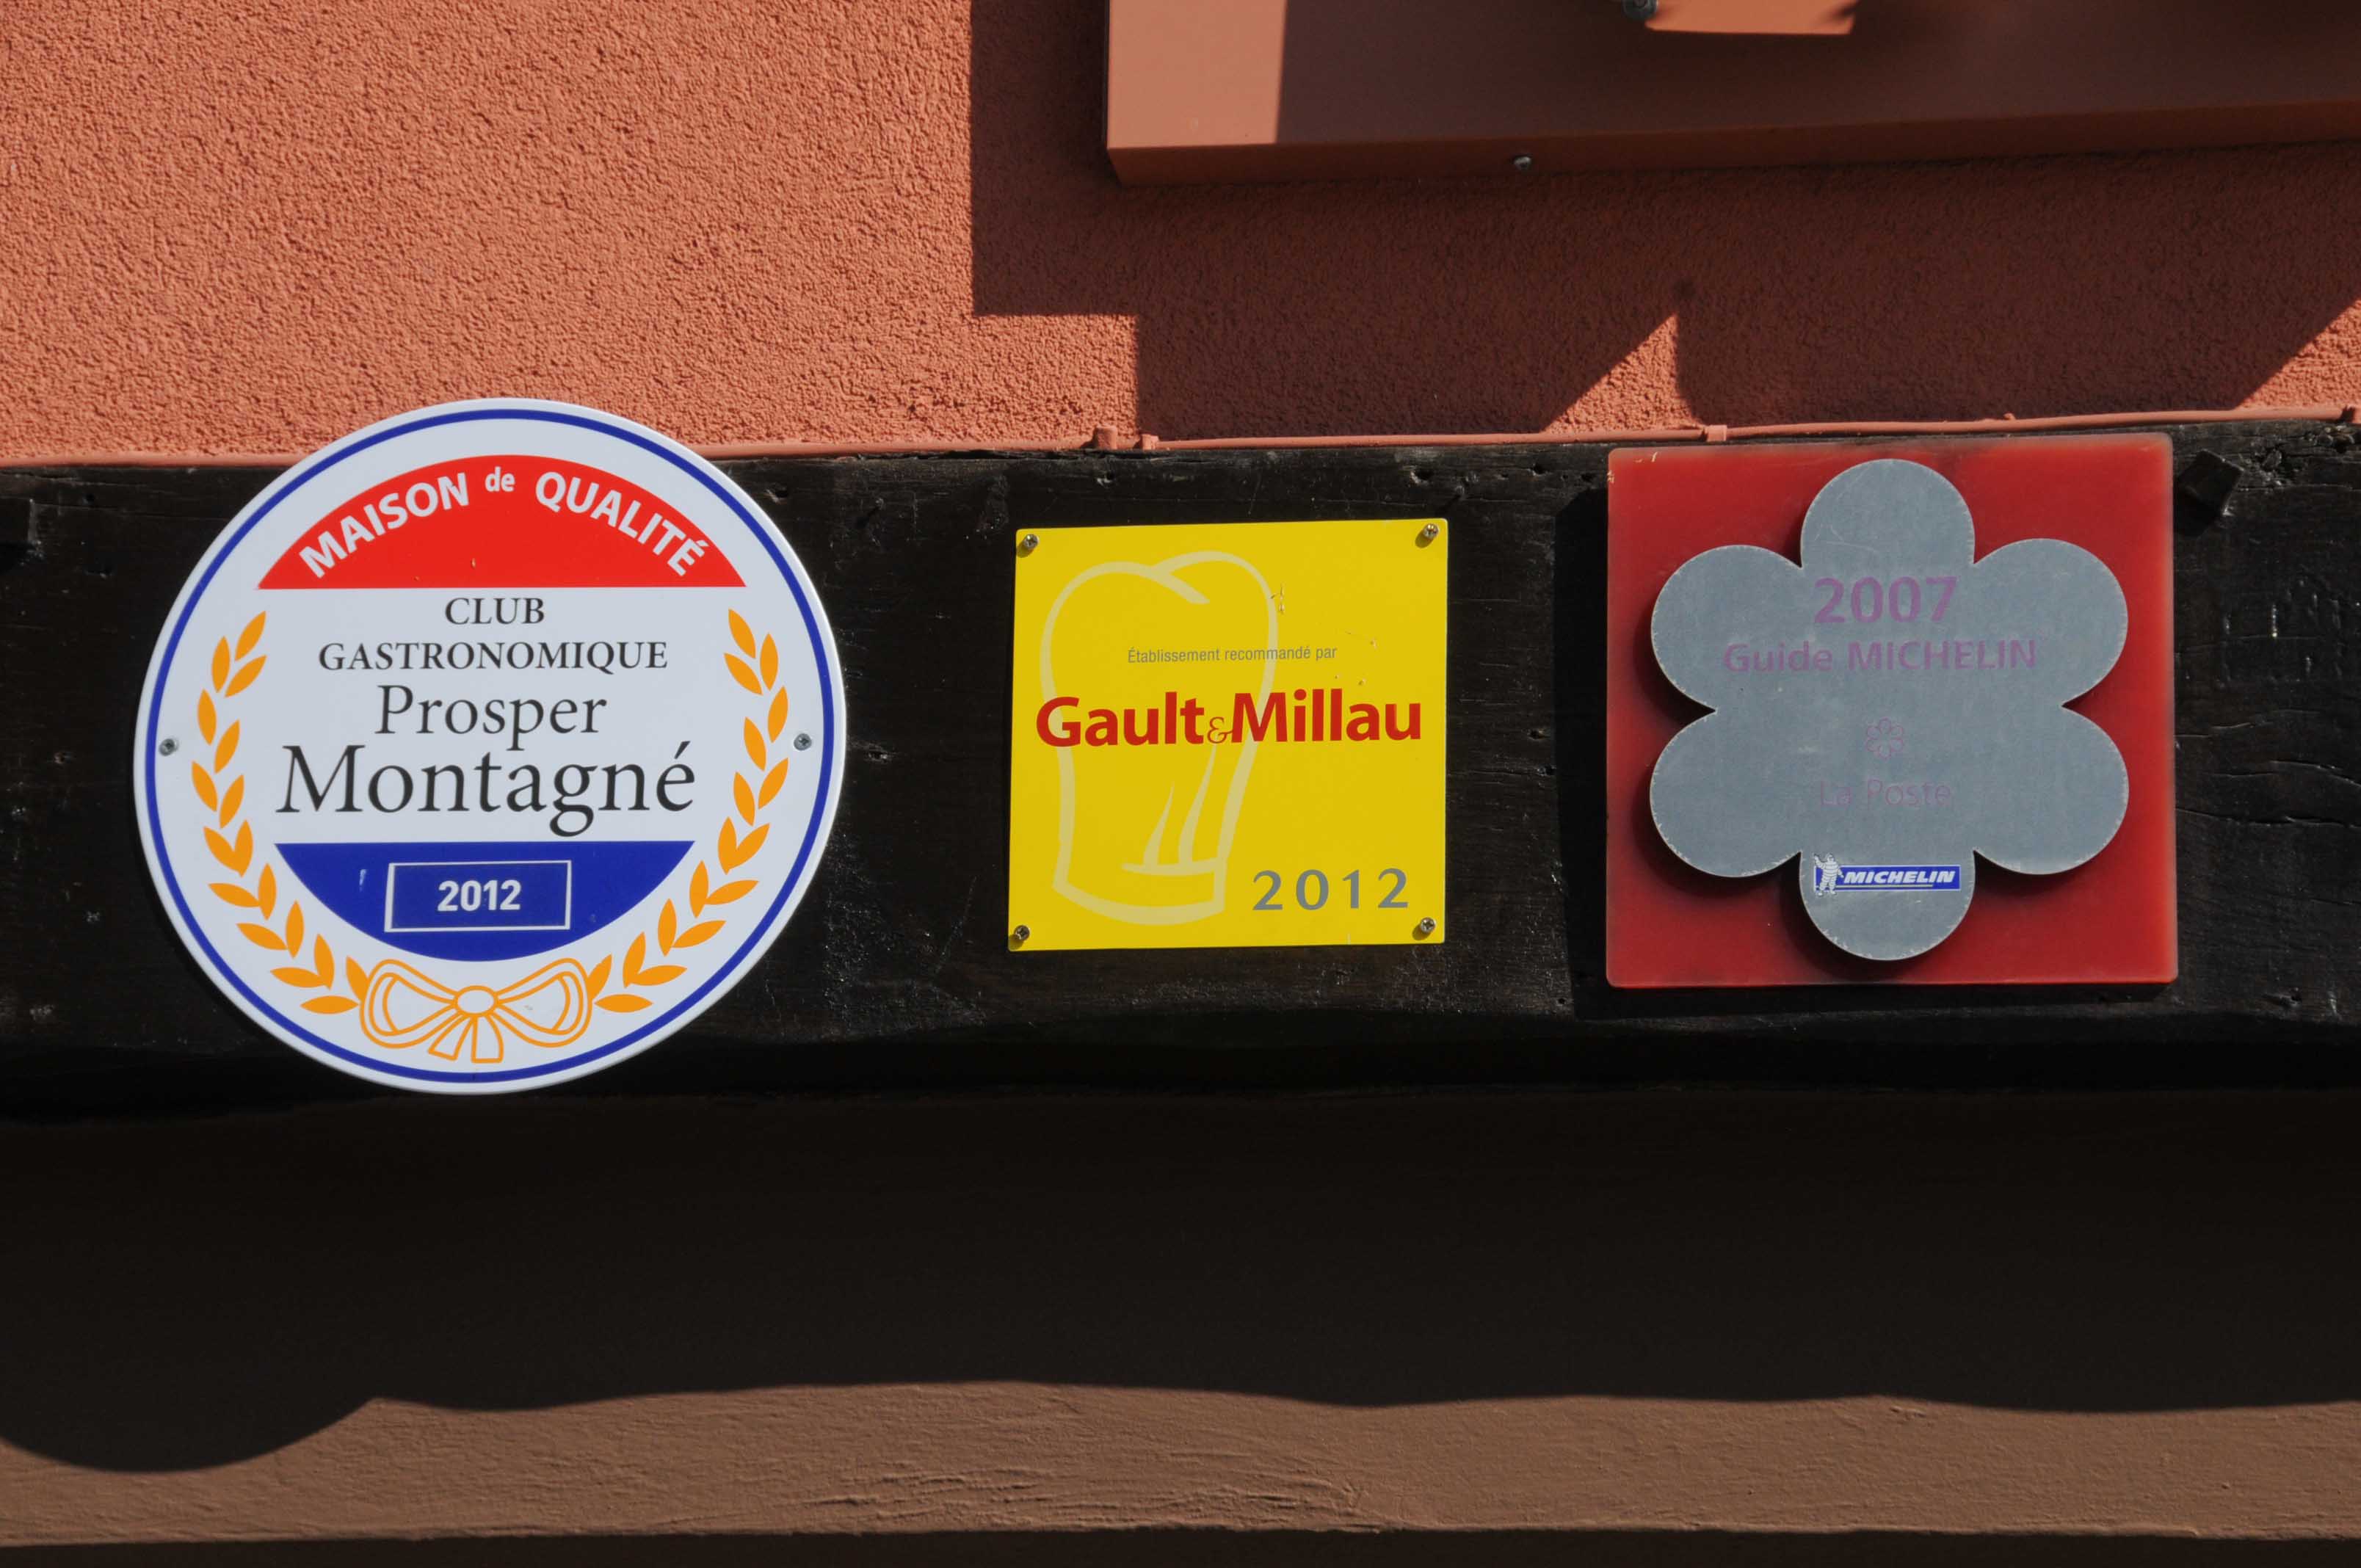 MAISON de QUALITÉ
CLUB
GASTRONOMIQUE
Prosper
Montagné
2012
Établissement recommandé par
Gault&Millau
2012
2007
Guide MICHELIN
La Poste
MICHELIN